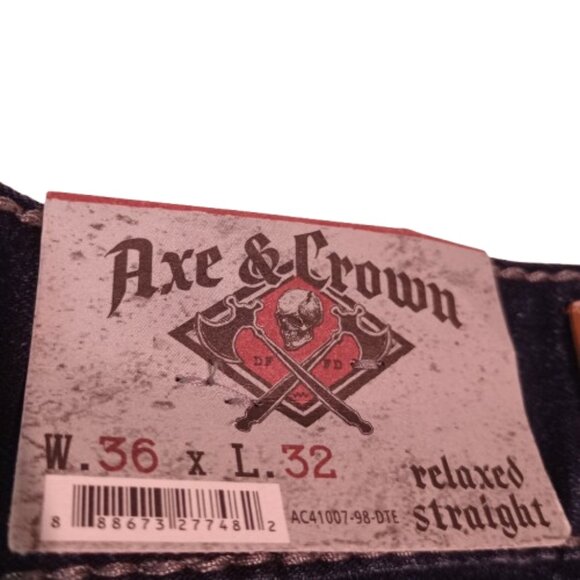 Axe & Crown
DF FD
W.36 x L.32
relaxed
straight
AC41007-98-DTE
8 88673 27748 2